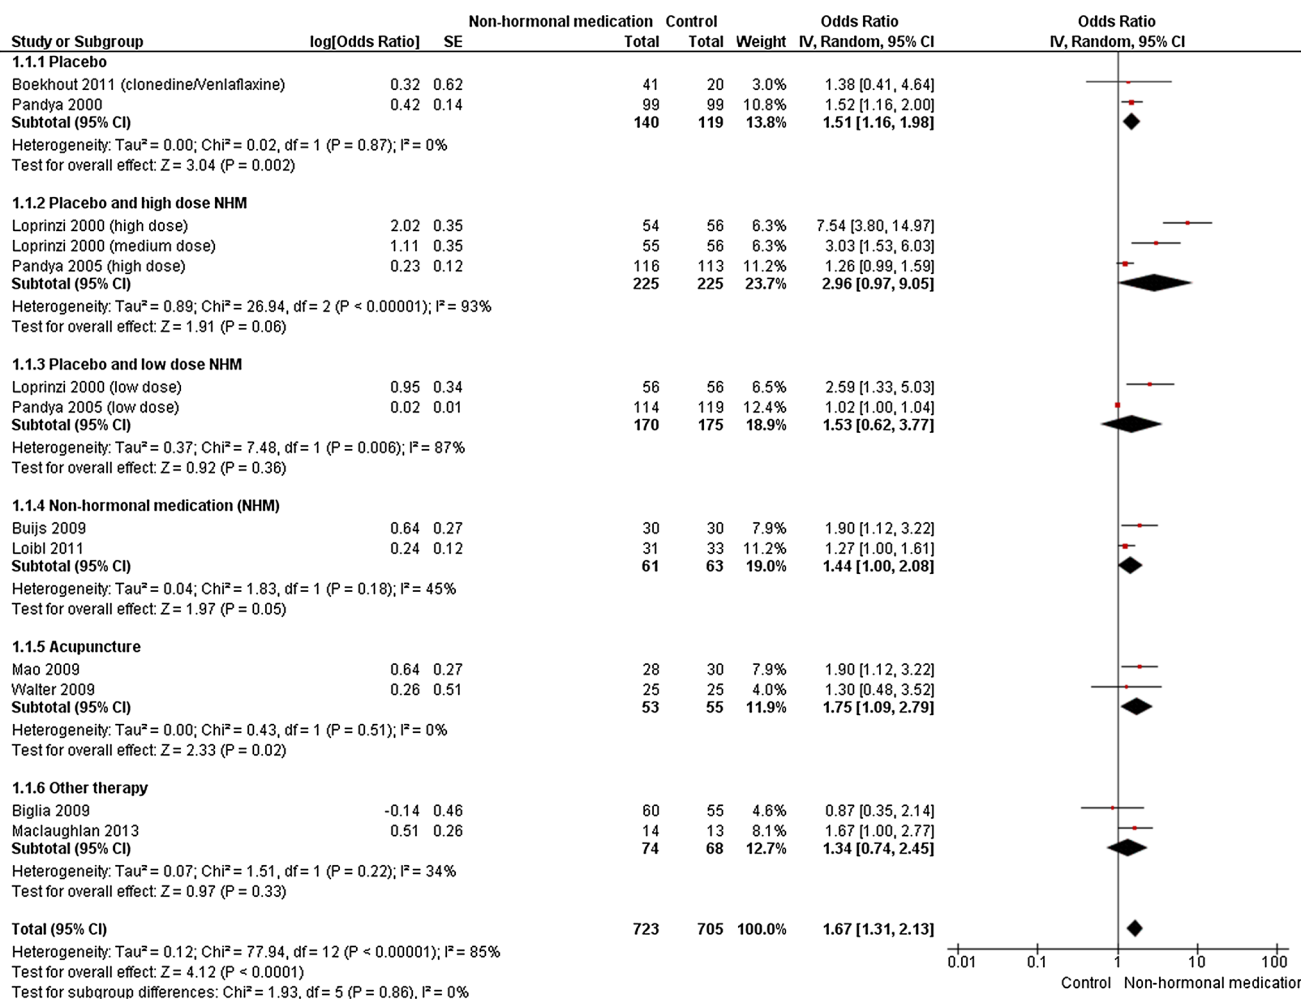 Non-hormonal medication Control Odds Ratio Odds Ratio
Study or Subgroup log[Odds Ratio] SE Total Total Weight IV, Random, 95% CI IV, Random, 95% CI
1.1.1 Placebo
Boekhout 2011 (clonedine/Venlaflaxine) 0.32 0.62 41 20 3.0% 1.38 [0.41, 4.64]
Pandya 2000 0.42 0.14 99 99 10.8% 1.52 [1.16, 2.00]
Subtotal (95% CI) 140 119 13.8% 1.51 [1.16, 1.98]
Heterogeneity: Tau² = 0.00; Chi² = 0.02, df = 1 (P = 0.87); I² = 0%
Test for overall effect: Z = 3.04 (P = 0.002)
1.1.2 Placebo and high dose NHM
Loprinzi 2000 (high dose) 2.02 0.35 54 56 6.3% 7.54 [3.80, 14.97]
Loprinzi 2000 (medium dose) 1.11 0.35 55 56 6.3% 3.03 [1.53, 6.03]
Pandya 2005 (high dose) 0.23 0.12 116 113 11.2% 1.26 [0.99, 1.59]
Subtotal (95% CI) 225 225 23.7% 2.96 [0.97, 9.05]
Heterogeneity: Tau² = 0.89; Chi² = 26.94, df = 2 (P < 0.00001); I² = 93%
Test for overall effect: Z = 1.91 (P = 0.06)
1.1.3 Placebo and low dose NHM
Loprinzi 2000 (low dose) 0.95 0.34 56 56 6.5% 2.59 [1.33, 5.03]
Pandya 2005 (low dose) 0.02 0.01 114 119 12.4% 1.02 [1.00, 1.04]
Subtotal (95% CI) 170 175 18.9% 1.53 [0.62, 3.77]
Heterogeneity: Tau² = 0.37; Chi² = 7.48, df = 1 (P = 0.006); I² = 87%
Test for overall effect: Z = 0.92 (P = 0.36)
1.1.4 Non-hormonal medication (NHM)
Buijs 2009 0.64 0.27 30 30 7.9% 1.90 [1.12, 3.22]
Loibl 2011 0.24 0.12 31 33 11.2% 1.27 [1.00, 1.61]
Subtotal (95% CI) 61 63 19.0% 1.44 [1.00, 2.08]
Heterogeneity: Tau² = 0.04; Chi² = 1.83, df = 1 (P = 0.18); I² = 45%
Test for overall effect: Z = 1.97 (P = 0.05)
1.1.5 Acupuncture
Mao 2009 0.64 0.27 28 30 7.9% 1.90 [1.12, 3.22]
Walter 2009 0.26 0.51 25 25 4.0% 1.30 [0.48, 3.52]
Subtotal (95% CI) 53 55 11.9% 1.75 [1.09, 2.79]
Heterogeneity: Tau² = 0.00; Chi² = 0.43, df = 1 (P = 0.51); I² = 0%
Test for overall effect: Z = 2.33 (P = 0.02)
1.1.6 Other therapy
Biglia 2009 -0.14 0.46 60 55 4.6% 0.87 [0.35, 2.14]
Maclaughlan 2013 0.51 0.26 14 13 8.1% 1.67 [1.00, 2.77]
Subtotal (95% CI) 74 68 12.7% 1.34 [0.74, 2.45]
Heterogeneity: Tau² = 0.07; Chi² = 1.51, df = 1 (P = 0.22); I² = 34%
Test for overall effect: Z = 0.97 (P = 0.33)
Total (95% CI) 723 705 100.0% 1.67 [1.31, 2.13]
Heterogeneity: Tau² = 0.12; Chi² = 77.94, df = 12 (P < 0.00001); I² = 85%
Test for overall effect: Z = 4.12 (P < 0.0001)
Test for subgroup differences: Chi² = 1.93, df = 5 (P = 0.86), I² = 0%
0.01 0.1 1 10 100
Control Non-hormonal medication